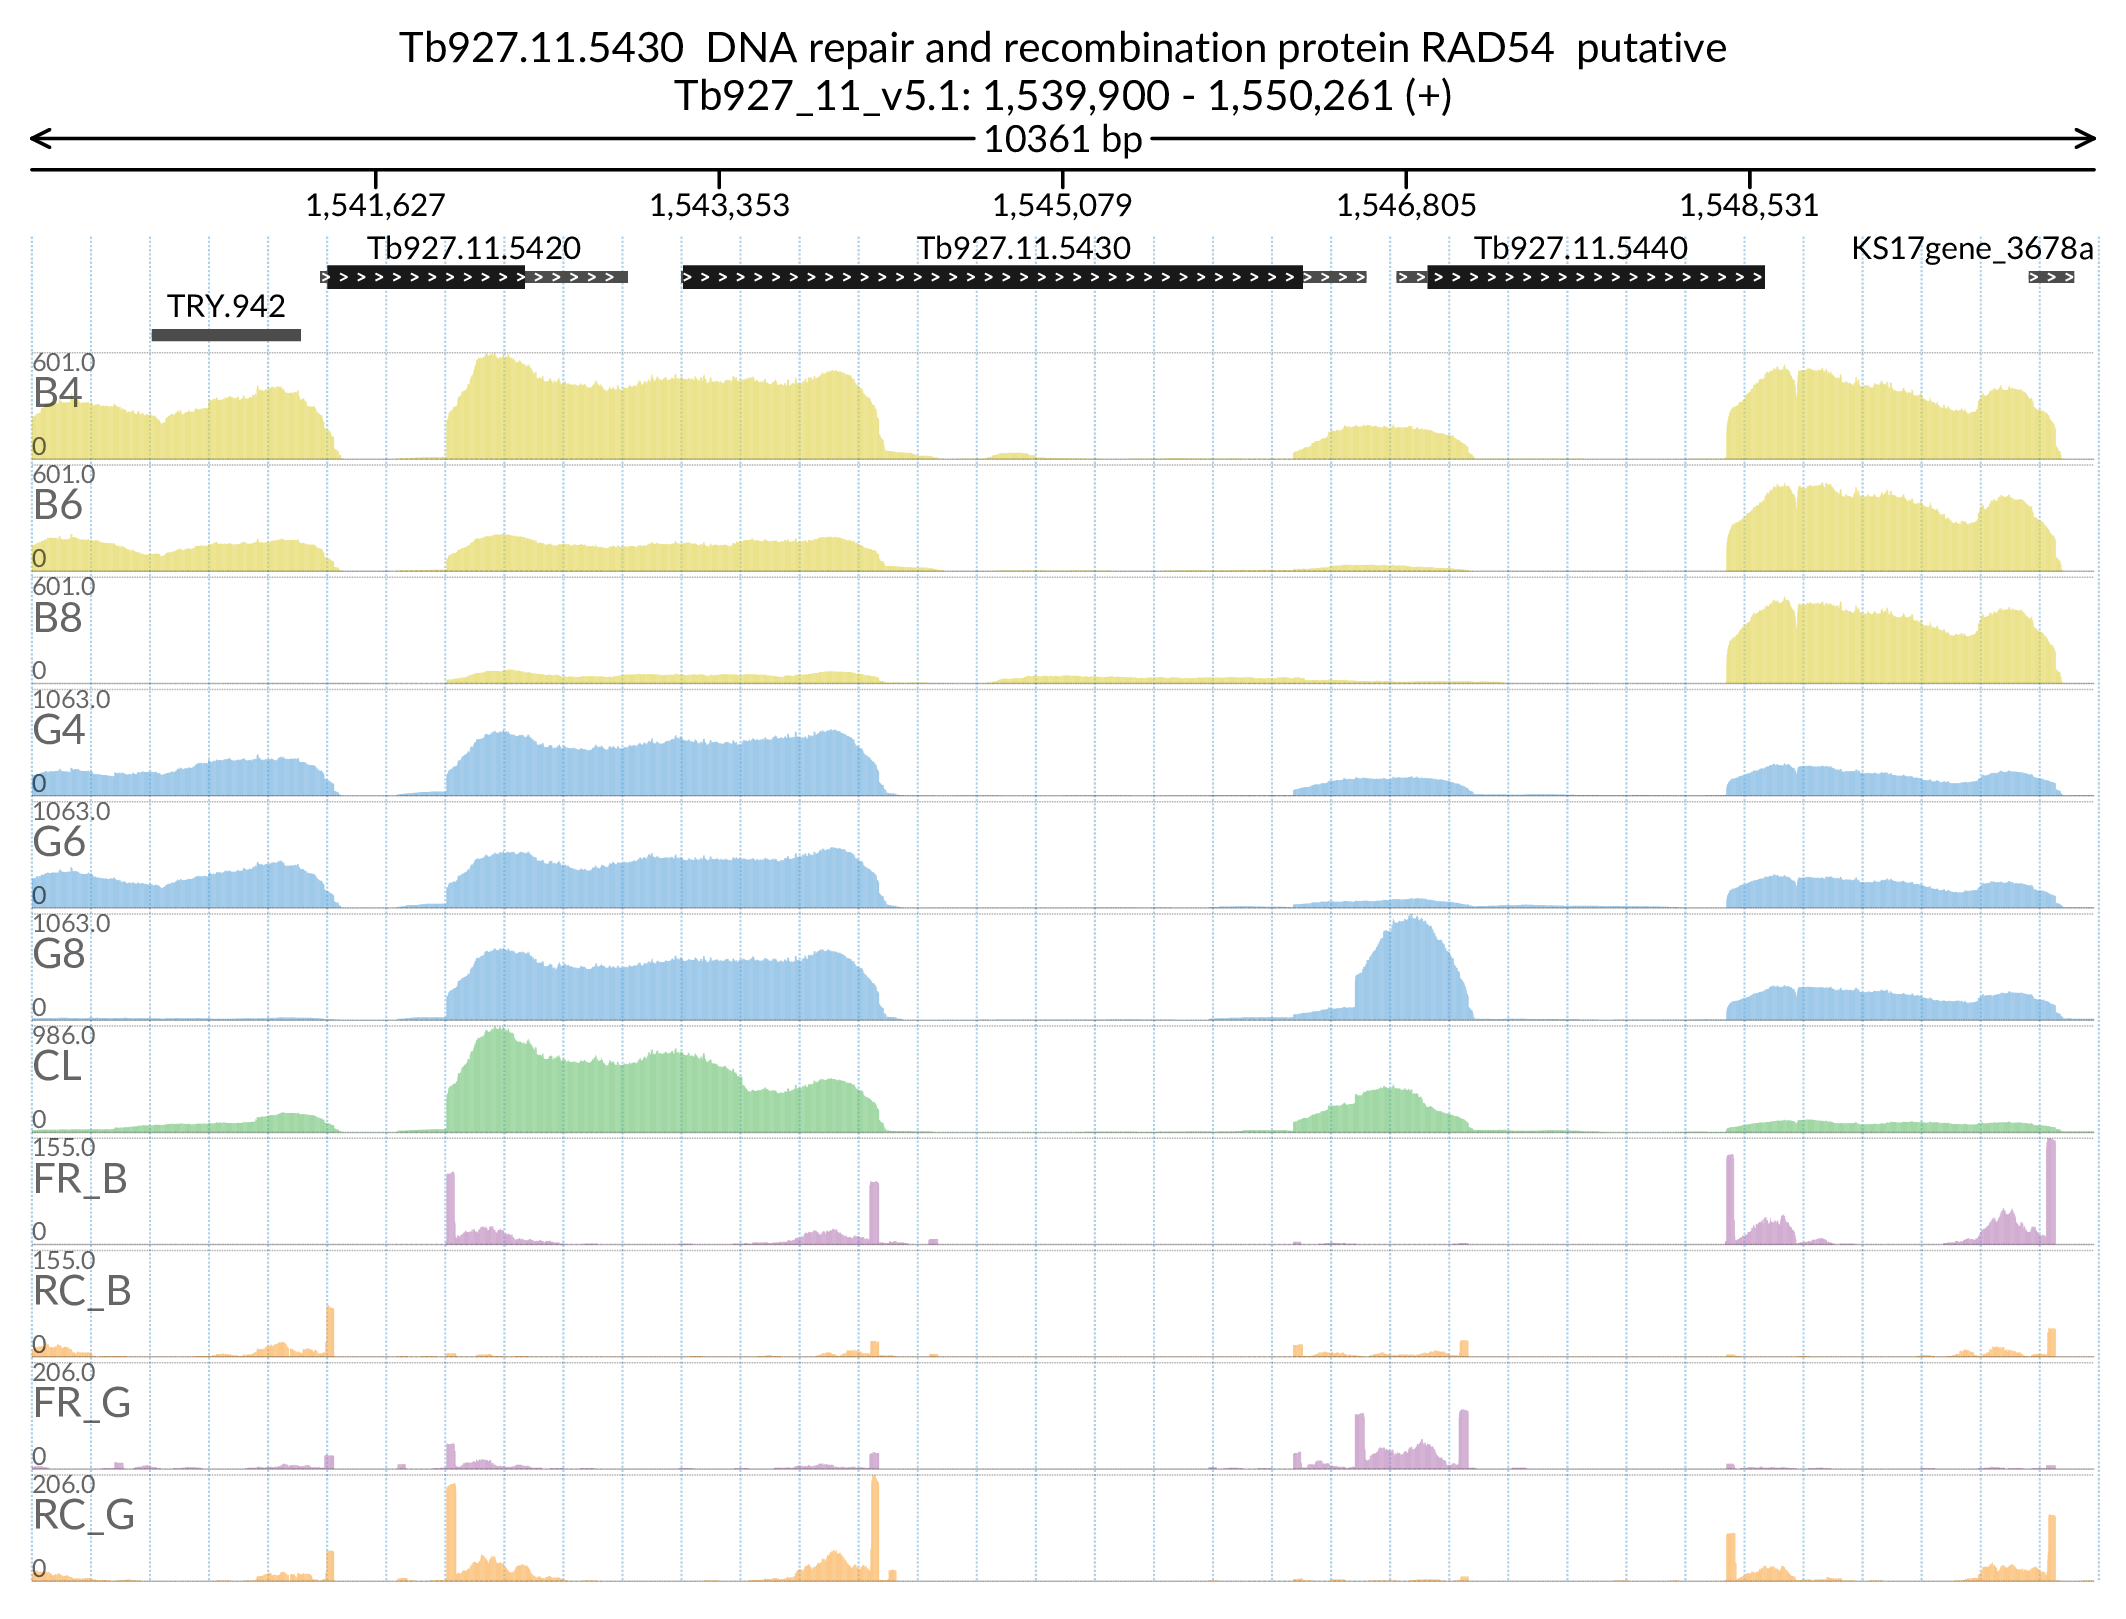 Tb927.11.5430 DNA repair and recombination protein RAD54 putative
Tb927_11_v5.1: 1,539,900 - 1,550,261 (+)
10361 bp
1,541,627 1,543,353 1,545,079 1,546,805 1,548,531
Tb927.11.5420 Tb927.11.5430 Tb927.11.5440 KS17gene_3678a
TRY.942
601.0
B4
0
601.0
B6
0
601.0
B8
0
1063.0
G4
0
1063.0
G6
0
1063.0
G8
0
986.0
CL
0
155.0
FR_B
0
155.0
RC_B
0
206.0
FR_G
0
206.0
RC_G
0